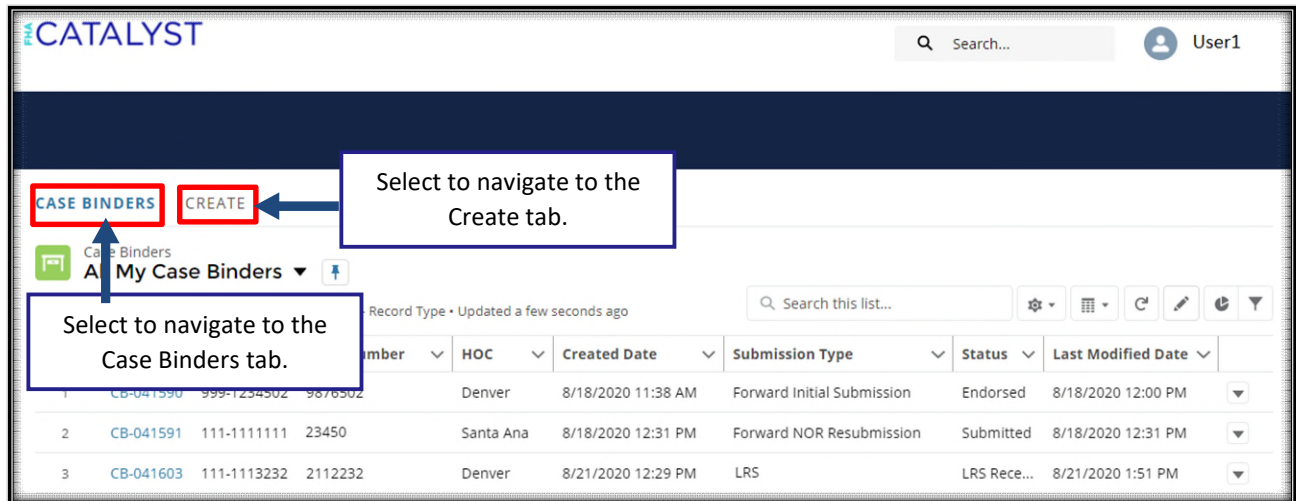 FHA CATALYST
Search...
User1
Select to navigate to the
Create tab.
CASE BINDERS CREATE
Case Binders
My Case Binders
Select to navigate to the
Case Binders tab.
Record Type • Updated a few seconds ago
Search this list...
HOC Created Date Submission Type Status Last Modified Date
1 CB-041590 999-1234502 9876502 Denver 8/18/2020 11:38 AM Forward Initial Submission Endorsed 8/18/2020 12:00 PM
2 CB-041591 111-1111111 23450 Santa Ana 8/18/2020 12:31 PM Forward NOR Resubmission Submitted 8/18/2020 12:31 PM
3 CB-041603 111-1113232 2112232 Denver 8/21/2020 12:29 PM LRS LRS Rece... 8/21/2020 1:51 PM